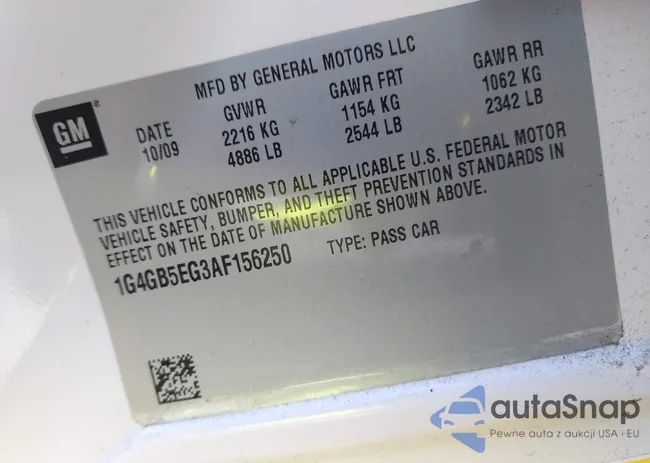 MFD BY GENERAL MOTORS LLC
GM
®
DATE GVWR GAWR FRT GAWR RR
10/09 2216 KG 1154 KG 1062 KG
4886 LB 2544 LB 2342 LB
THIS VEHICLE CONFORMS TO ALL APPLICABLE U.S. FEDERAL MOTOR
VEHICLE SAFETY, BUMPER, AND THEFT PREVENTION STANDARDS IN
EFFECT ON THE DATE OF MANUFACTURE SHOWN ABOVE.
1G4GB5EG3AF156250 TYPE: PASS CAR
autaSnap
Pewne auta z aukcji USA i EU